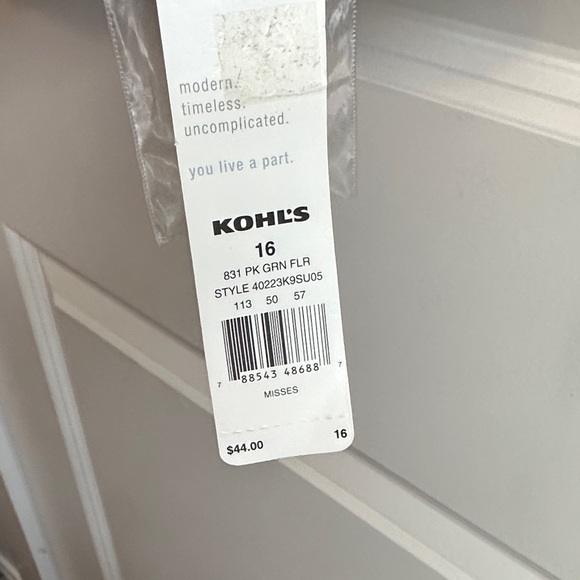 modern.
timeless.
uncomplicated.
you live a part.
KOHL'S
16
831 PK GRN FLR
STYLE 40223K9SU05
113 50 57
7 88543 48688 7
MISSES
$44.00 16